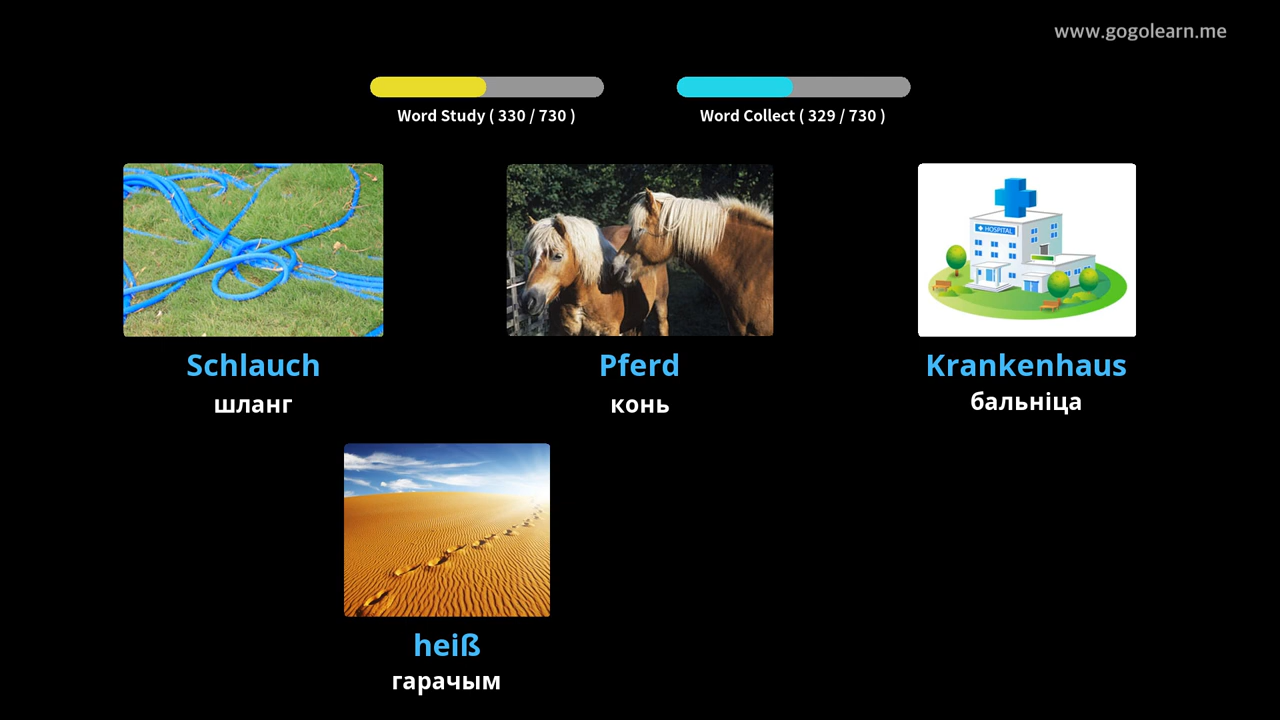 www.gogolearn.me
Word Study ( 330 / 730 )
Word Collect ( 329 / 730 )
HOSPITAL
Schlauch
шланг
Pferd
конь
Krankenhaus
бальніца
heiß
гарачым